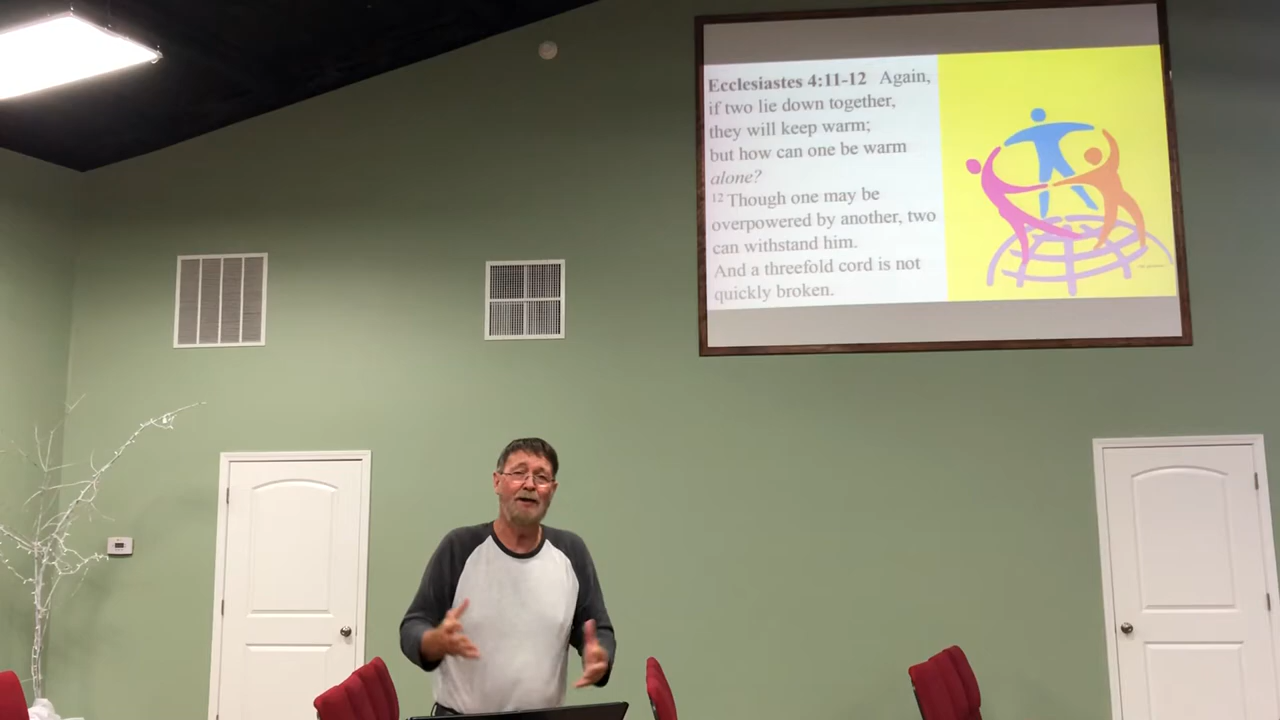 Ecclesiastes 4:11-12 Again,
if two lie down together,
they will keep warm;
but how can one be warm
alone?
12 Though one may be
overpowered by another, two
can withstand him.
And a threefold cord is not
quickly broken.